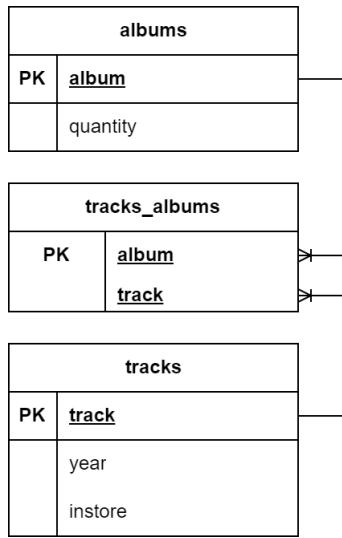 albums
PK album
quantity
tracks_albums
PK album
track
tracks
PK track
year
instore